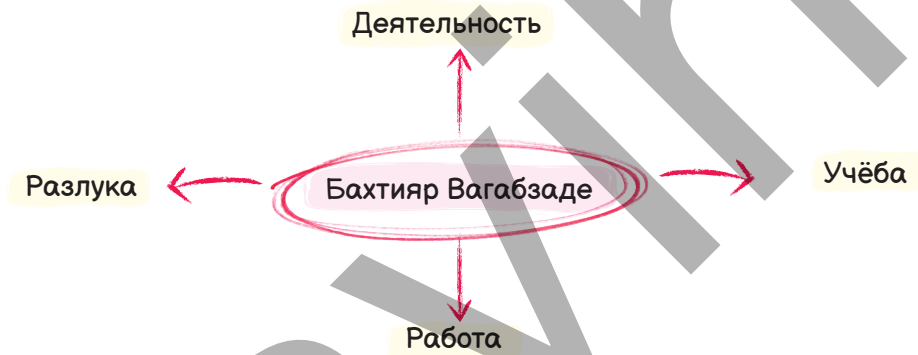 Деятельность
Разлука
Бахтияр Вагабзаде
Учёба
Работа